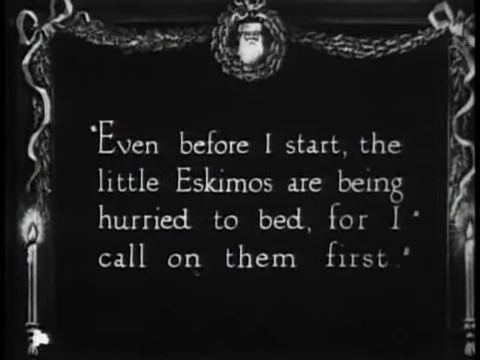 "Even before I start, the
little Eskimos are being
hurried to bed, for I
call on them first."